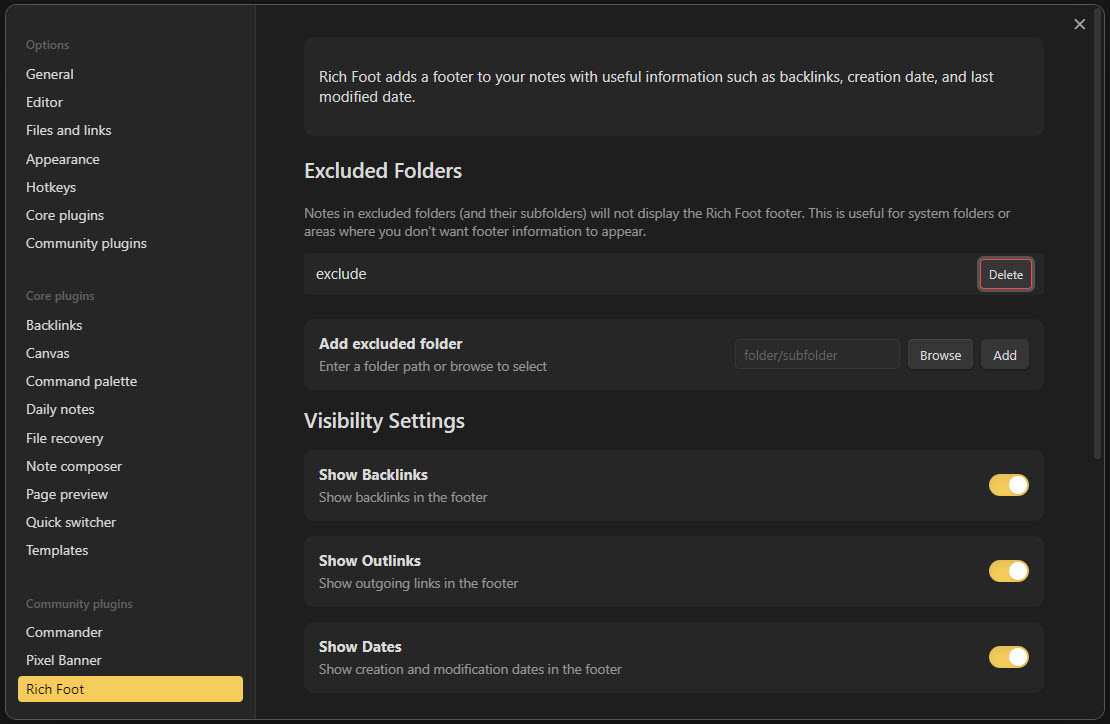 Options
General
Editor
Files and links
Appearance
Hotkeys
Core plugins
Community plugins
Core plugins
Backlinks
Canvas
Command palette
Daily notes
File recovery
Note composer
Page preview
Quick switcher
Templates
Community plugins
Commander
Pixel Banner
Rich Foot
Rich Foot adds a footer to your notes with useful information such as backlinks, creation date, and last
modified date.
Excluded Folders
Notes in excluded folders (and their subfolders) will not display the Rich Foot footer. This is useful for system folders or
areas where you don't want footer information to appear.
exclude
Delete
Add excluded folder
Enter a folder path or browse to select
folder/subfolder
Browse
Add
Visibility Settings
Show Backlinks
Show backlinks in the footer
Show Outlinks
Show outgoing links in the footer
Show Dates
Show creation and modification dates in the footer